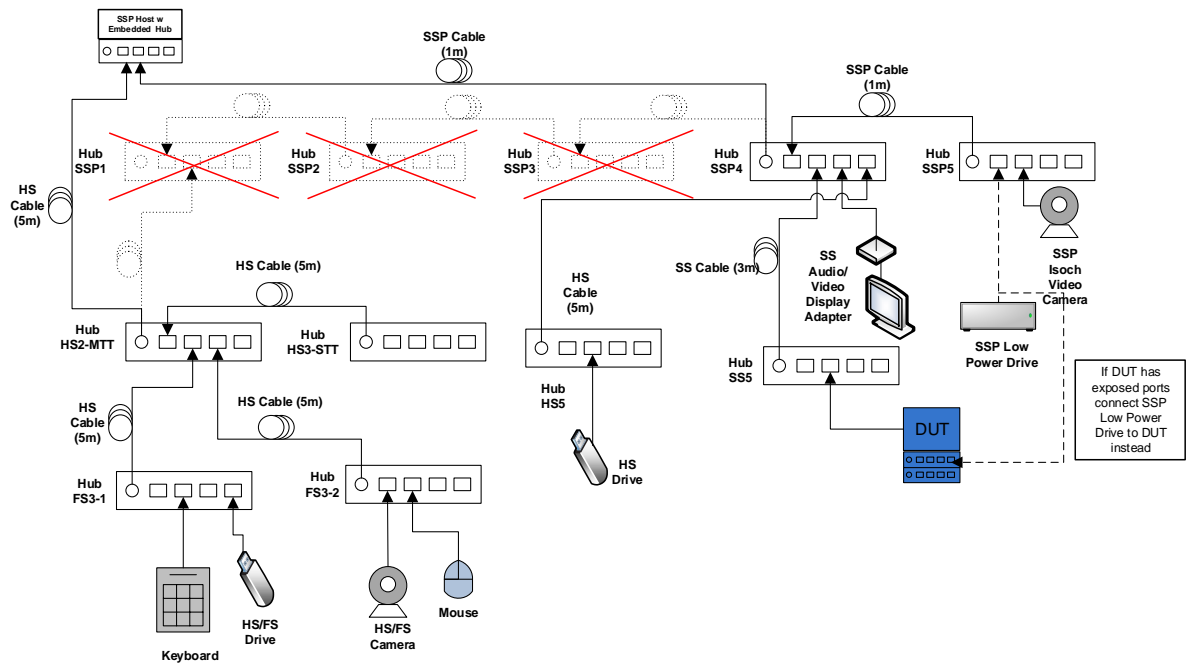 SSP Host w
Embedded Hub
SSP Cable
(1m)
SSP Cable
(1m)
Hub
SSP1
Hub
SSP2
Hub
SSP3
Hub
SSP4
Hub
SSP5
HS
Cable
(5m)
HS Cable (5m)
HS
Cable
(5m)
SS Cable (3m)
SS
Audio/
Video
Display
Adapter
SSP
Isoch
Video
Camera
SSP Low
Power Drive
Hub
HS2-MTT
Hub
HS3-STT
Hub
HS5
Hub
SS5
If DUT has
exposed ports
connect SSP
Low Power
Drive to DUT
instead
HS
Cable
(5m)
HS Cable (5m)
DUT
HS
Drive
Hub
FS3-1
Hub
FS3-2
Keyboard
HS/FS
Drive
HS/FS
Camera
Mouse